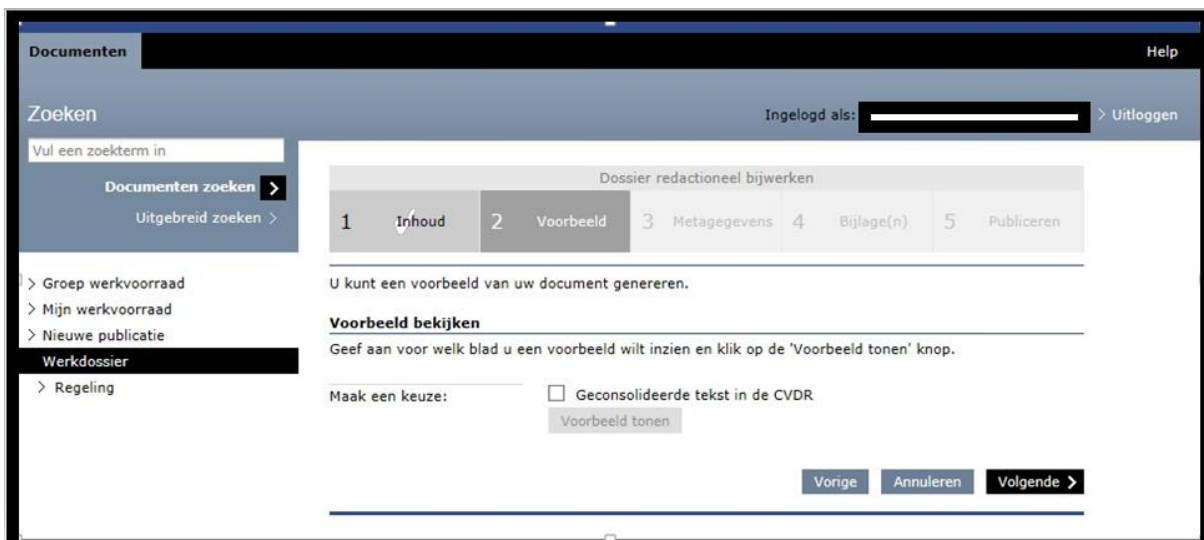 Documenten
Help
Zoeken
Ingelogd als:
> Uitloggen
Vul een zoekterm in
Documenten zoeken >
Uitgebreid zoeken >
Dossier redactioneel bijwerken
1 Inhoud 2 Voorbeeld 3 Metagegevens 4 Bijlage(n) 5 Publiceren
> Groep werkvoorraad
> Mijn werkvoorraad
> Nieuwe publicatie
Werkdossier
> Regeling
U kunt een voorbeeld van uw document genereren.
Voorbeeld bekijken
Geef aan voor welk blad u een voorbeeld wilt inzien en klik op de 'Voorbeeld tonen' knop.
Maak een keuze:
Geconsolideerde tekst in de CVDR
Voorbeeld tonen
Vorige Annuleren Volgende >